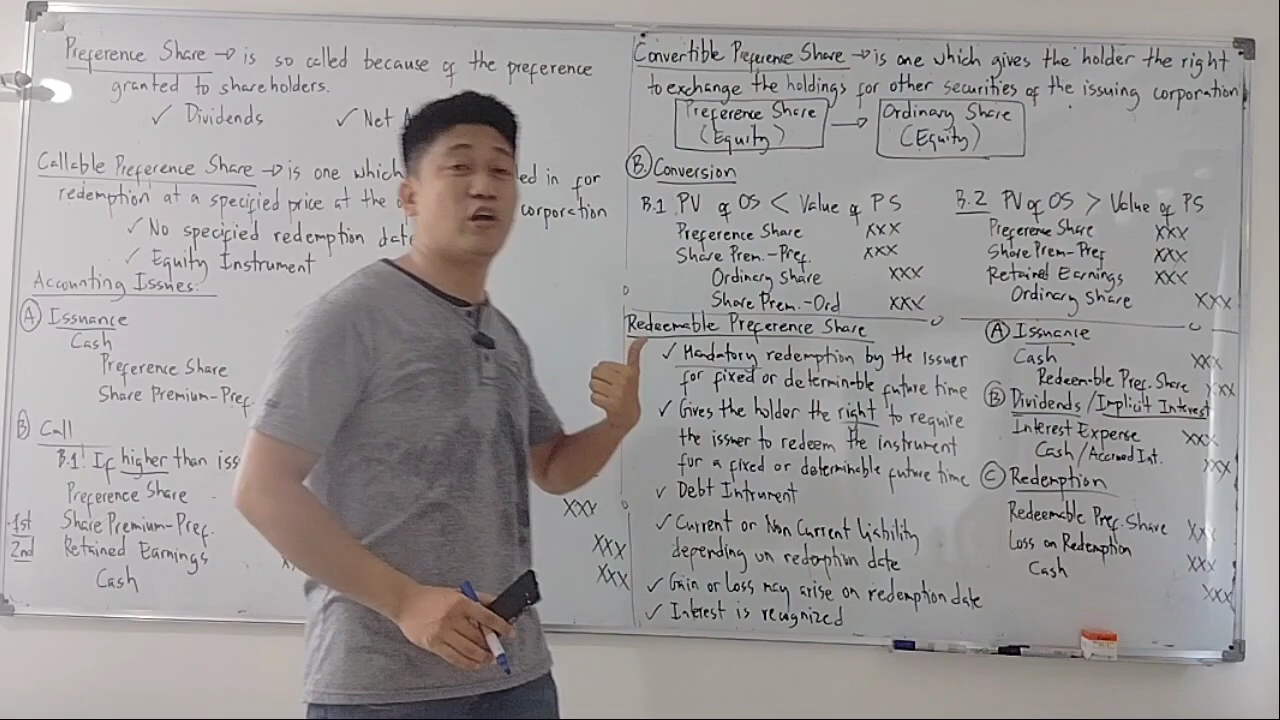 Preference Share → is so called because of the preference
granted to shareholders.
✓ Dividends ✓ Net
Callable Preference Share → is one which ed in for
redemption at a specified price at the corporation
✓ No specified redemption date
✓ Equity Instrument
Accounting Issues:
A Issuance
Cash
Preference Share
Share Premium-Pref.
B Call
B.1 If higher than iss
Preference Share
1st Share Premium-Pref. XXX
2nd Retained Earnings XXX
Cash XXX
Convertible Preference Share → is one which gives the holder the right
to exchange the holdings for other securities of the issuing corporation
Preference Share → Ordinary Share
(Equity) (Equity)
B Conversion
B.1 PV of OS < Value of PS
Preference Share XXX
Share Prem.-Pref. XXX
Ordinary Share XXX
Share Prem.-Ord XXX
B.2 PV of OS > Value of PS
Preference Share XXX
Share Prem-Pref XXX
Retained Earnings XXX
Ordinary Share XXX
Redeemable Preference Share
✓ Mandatory redemption by the issuer
for fixed or determinable future time
✓ Gives the holder the right to require
the issuer to redeem the instrument
for a fixed or determinable future time
✓ Debt Intrument
✓ Current or Non Current liability
depending on redemption date
✓ Gain or Loss may arise on redemption date
✓ Interest is recognized
A Issuance
Cash XXX
Redeemable Pref. Share XXX
B Dividends/Implicit Interest
Interest Expense XXX
Cash/Accrued Int. XXX
C Redemption
Redeemable Pref. Share XXX
Loss on Redemption XXX
Cash XXX